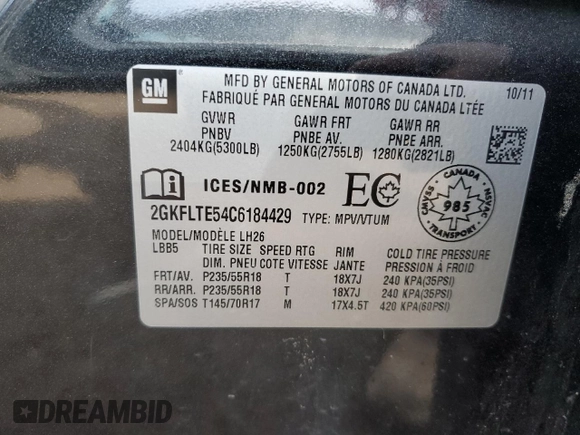 GM
MFD BY GENERAL MOTORS OF CANADA LTD.
10/11
FABRIQUÉ PAR GENERAL MOTORS DU CANADA LTÉE
GVWR GAWR FRT GAWR RR
PNBV PNBE AV. PNBE ARR.
2404KG(5300LB) 1250KG(2755LB) 1280KG(2821LB)
i ICES/NMB-002 EC
CANADA
CMVSS NSVAC
985
TRANSPORT
2GKFLTE54C6184429 TYPE: MPV/VTUM
MODEL/MODÈLE LH26
LBB5 TIRE SIZE SPEED RTG RIM COLD TIRE PRESSURE
DIM. PNEU COTE VITESSE JANTE PRESSION À FROID
FRT/AV. P235/55R18 T 18X7J 240 KPA(35PSI)
RR/ARR. P235/55R18 T 18X7J 240 KPA(35PSI)
SPA/SOS T145/70R17 M 17X4.5T 420 KPA(60PSI)
DREAMBID